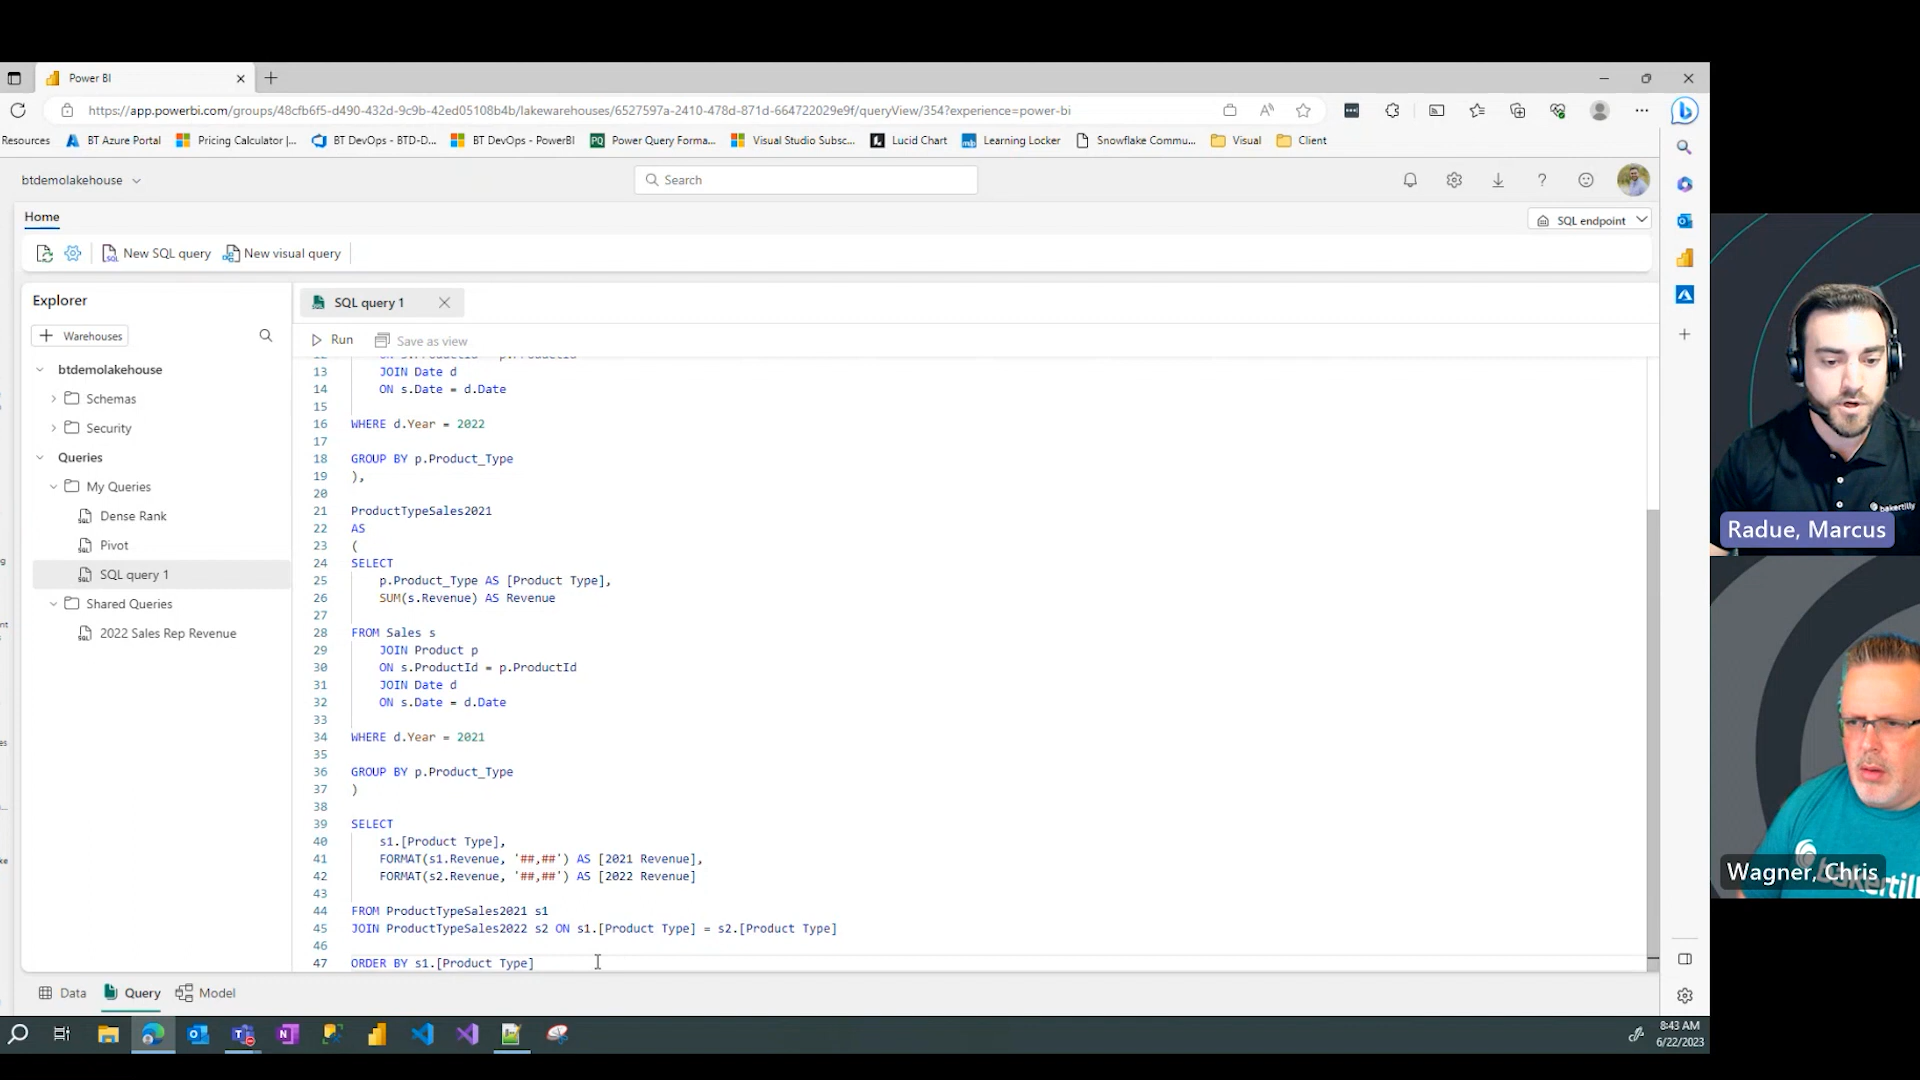 Power BI
https://app.powerbi.com/groups/48cfb6f5-d490-432d-9c9b-42ed05108b4b/lakewarehouses/6527597a-2410-478d-871d-664722029e9f/queryView/354?experience=power-bi
Resources BT Azure Portal Pricing Calculator |... BT DevOps - BTD-D... BT DevOps - PowerBI Power Query Forma... Visual Studio Subsc... Lucid Chart Learning Locker Snowflake Commu... Visual Client
btdemolakehouse Search
Home SQL endpoint
New SQL query New visual query
Explorer
+ Warehouses
btdemolakehouse
Schemas
Security
Queries
My Queries
Dense Rank
Pivot
SQL query 1
Shared Queries
2022 Sales Rep Revenue
SQL query 1
Run Save as view
12 ON s.ProductId = p.ProductId
13 JOIN Date d
14 ON s.Date = d.Date
15
16 WHERE d.Year = 2022
17
18 GROUP BY p.Product_Type
19 ),
20
21 ProductTypeSales2021
22 AS
23 (
24 SELECT
25 p.Product_Type AS [Product Type],
26 SUM(s.Revenue) AS Revenue
27
28 FROM Sales s
29 JOIN Product p
30 ON s.ProductId = p.ProductId
31 JOIN Date d
32 ON s.Date = d.Date
33
34 WHERE d.Year = 2021
35
36 GROUP BY p.Product_Type
37 )
38
39 SELECT
40 s1.[Product Type],
41 FORMAT(s1.Revenue, '##,##') AS [2021 Revenue],
42 FORMAT(s2.Revenue, '##,##') AS [2022 Revenue]
43
44 FROM ProductTypeSales2021 s1
45 JOIN ProductTypeSales2022 s2 ON s1.[Product Type] = s2.[Product Type]
46
47 ORDER BY s1.[Product Type]
Data Query Model
8:43 AM
6/22/2023
bakertilly
Radue, Marcus
Wagner, Chris